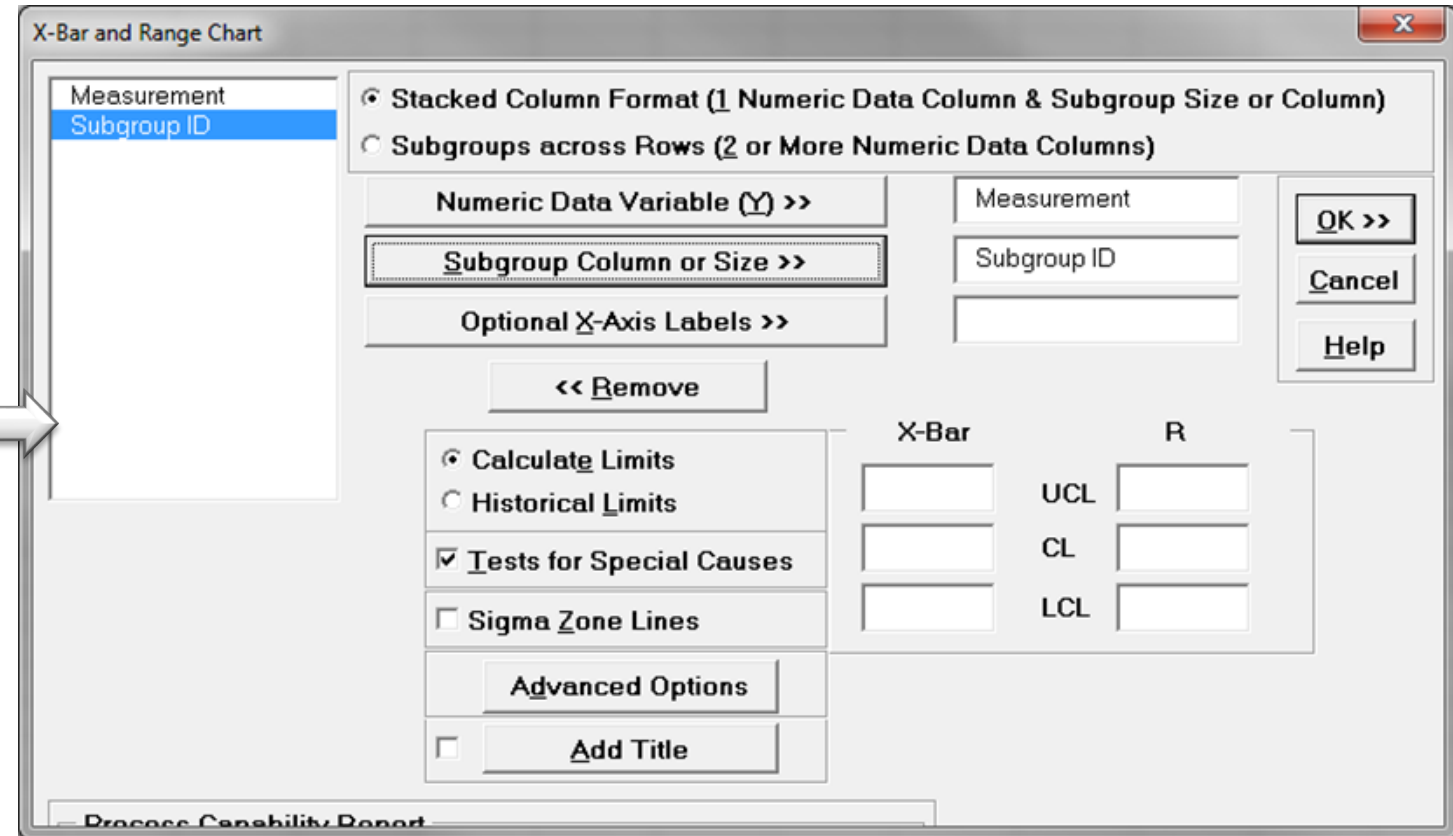 X-Bar and Range Chart
Measurement
Subgroup ID
Stacked Column Format (1 Numeric Data Column & Subgroup Size or Column)
Subgroups across Rows (2 or More Numeric Data Columns)
Numeric Data Variable (Y) >>
Measurement
Subgroup Column or Size >>
Subgroup ID
Optional X-Axis Labels >>
OK >>
Cancel
Help
<< Remove
Calculate Limits
Historical Limits
Tests for Special Causes
Sigma Zone Lines
Advanced Options
Add Title
X-Bar R
UCL
CL
LCL
Process Capability Report